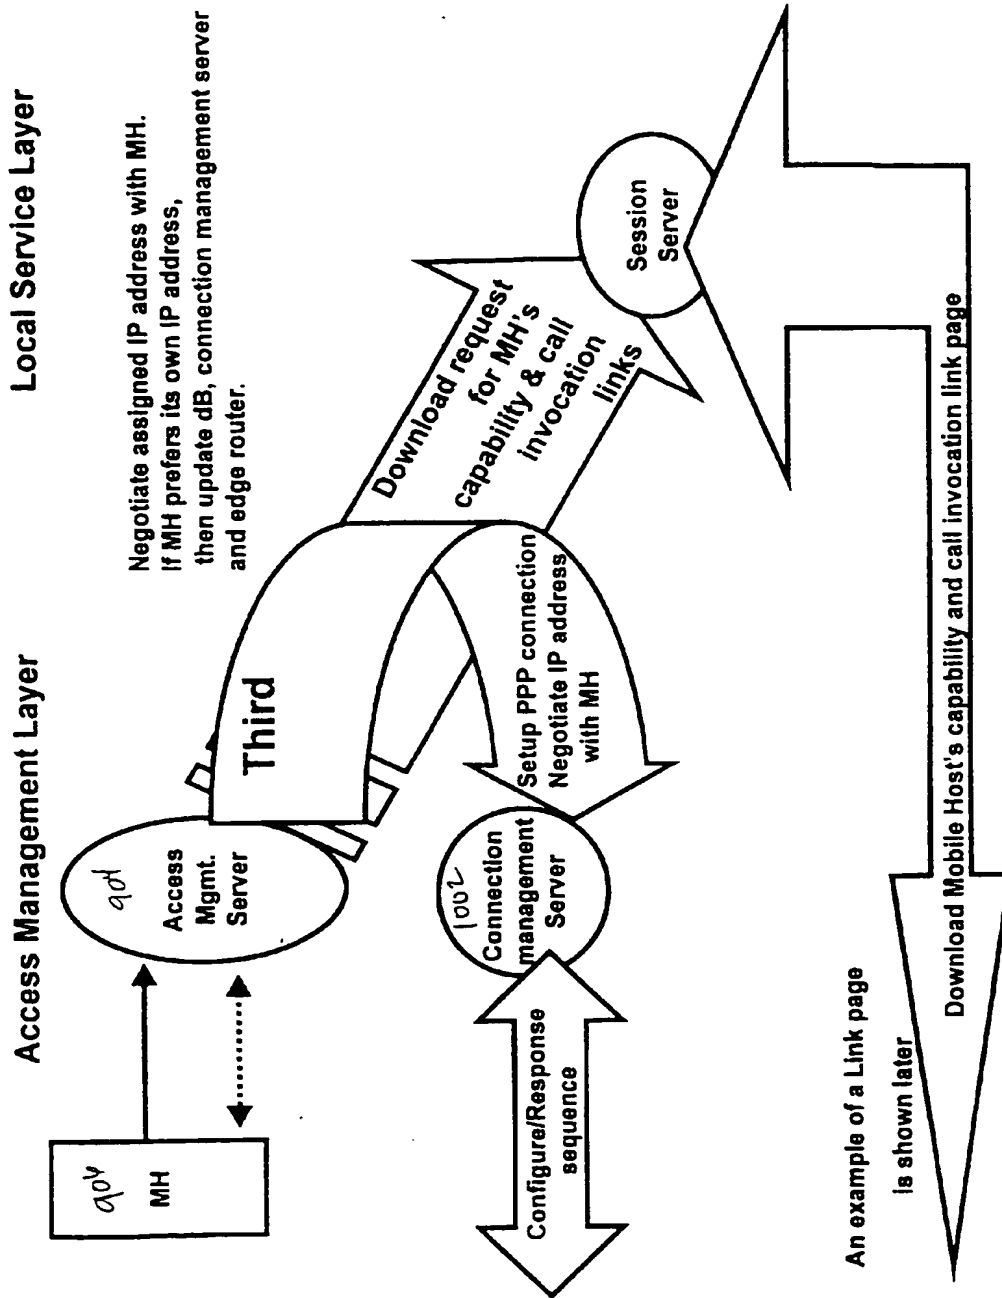 Access Management Layer
Local Service Layer
904
MH
904
Access
Mgmt.
Server
Third
Negotiate assigned IP address with MH.
If MH prefers its own IP address,
then update dB, connection management server
and edge router.
Download request
for MH's
capability & call
invocation
links
Session
Server
1002
Connection
management
Server
Setup PPP connection
Negotiate IP address
with MH
Configure/Response
sequence
An example of a Link page
is shown later
Download Mobile Host's capability and call invocation link page